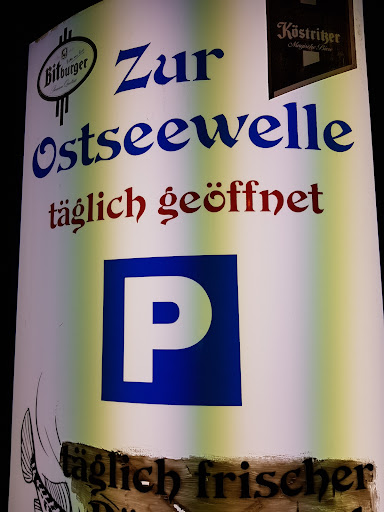 Bitburger
Köstritzer
Zur
Ostseewelle
täglich geöffnet
P
täglich frischer